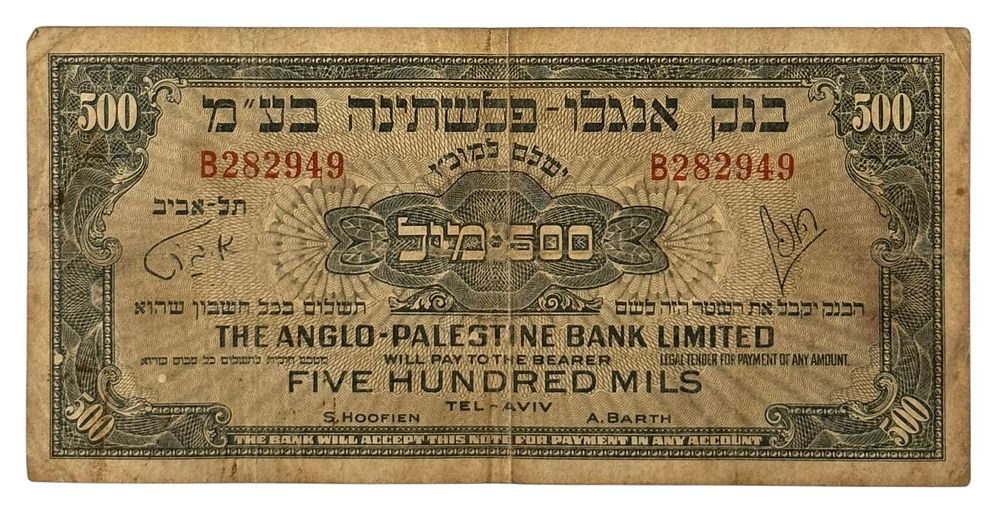 500 בנק אנגלו-פלשתינה בע״מ 500
B282949 ישלם למוכ״ז B282949
תל-אביב
500 · מיל
הבנק יקבל את השטר הזה לשם תשלום בכל חשבון שהוא
THE ANGLO-PALESTINE BANK LIMITED
WILL PAY TO THE BEARER
LEGAL TENDER FOR PAYMENT OF ANY AMOUNT.
מטבע חוקית לתשלום כל סכום שהוא
FIVE HUNDRED MILS
TEL-AVIV
S. HOOFIEN A. BARTH
500 THE BANK WILL ACCEPT THIS NOTE FOR PAYMENT IN ANY ACCOUNT 500